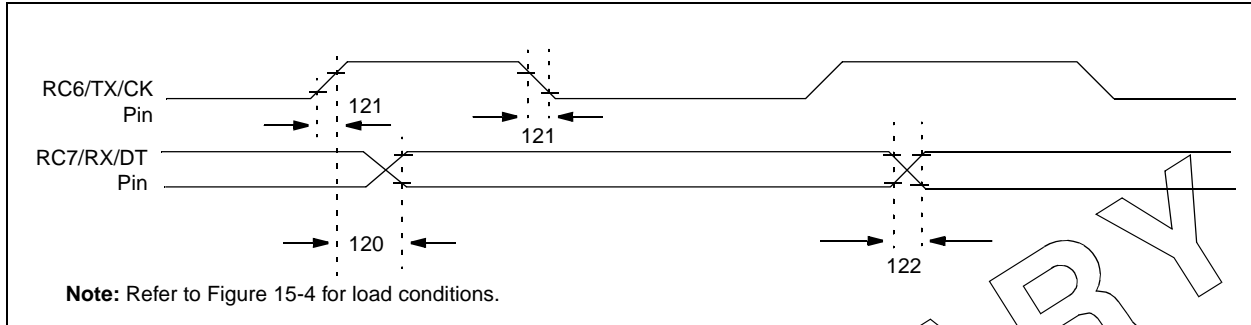 RC6/TX/CK
Pin
121
121
RC7/RX/DT
Pin
120
122
Note: Refer to Figure 15-4 for load conditions.